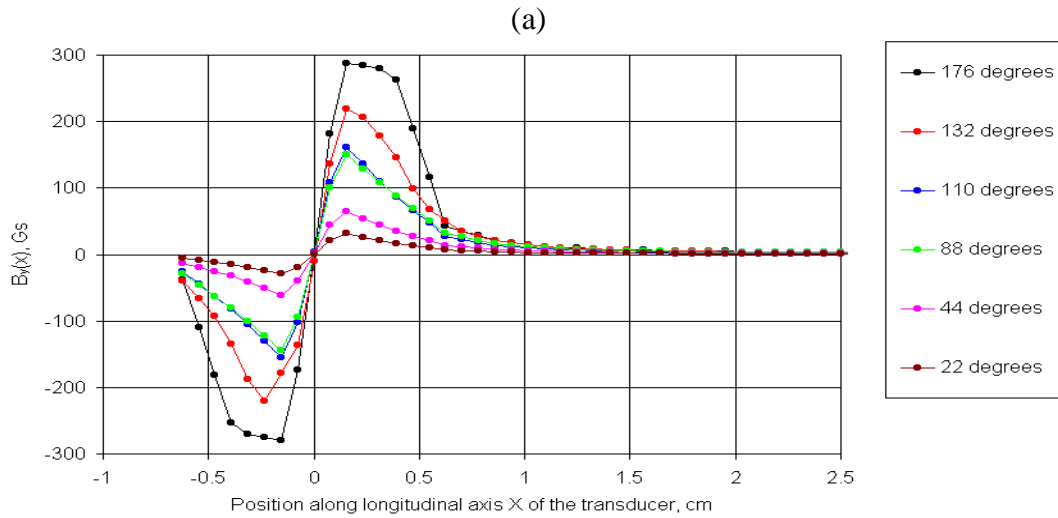 (a)
300
200
100
0
-100
-200
-300
-1
-0.5
0
0.5
1
1.5
2
2.5
By(x), Gs
Position along longitudinal axis X of the transducer, cm
176 degrees
132 degrees
110 degrees
88 degrees
44 degrees
22 degrees